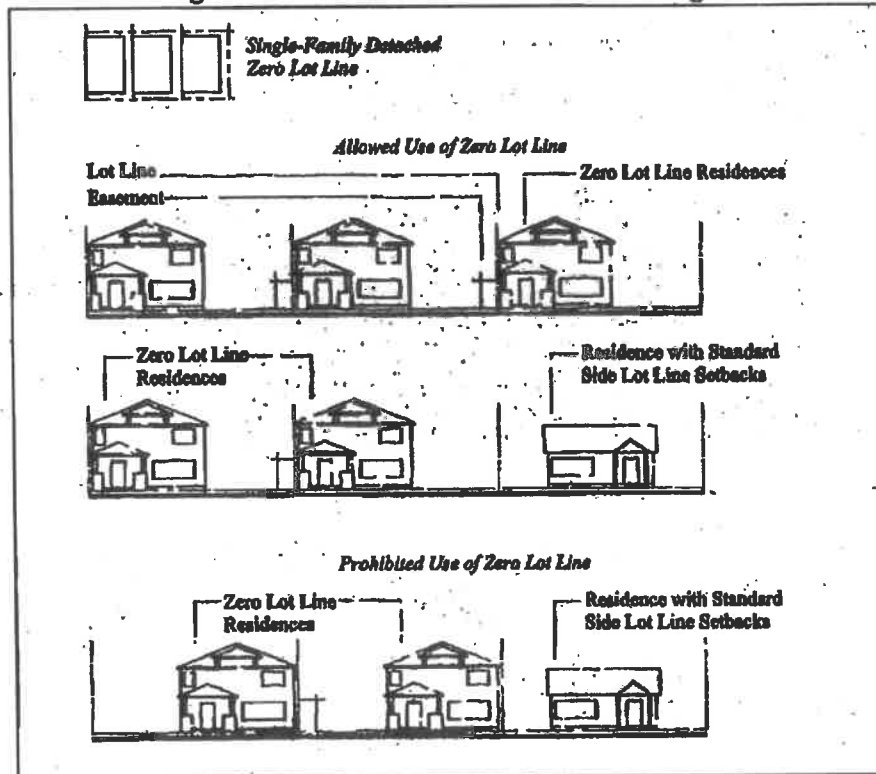 Single-Family Detached
Zero Lot Line
Allowed Use of Zero Lot Line
Lot Line
Zero Lot Line Residences
Easement
Zero Lot Line
Residences
Residence with Standard
Side Lot Line Setbacks
Prohibited Use of Zero Lot Line
Zero Lot Line
Residences
Residence with Standard
Side Lot Line Setbacks